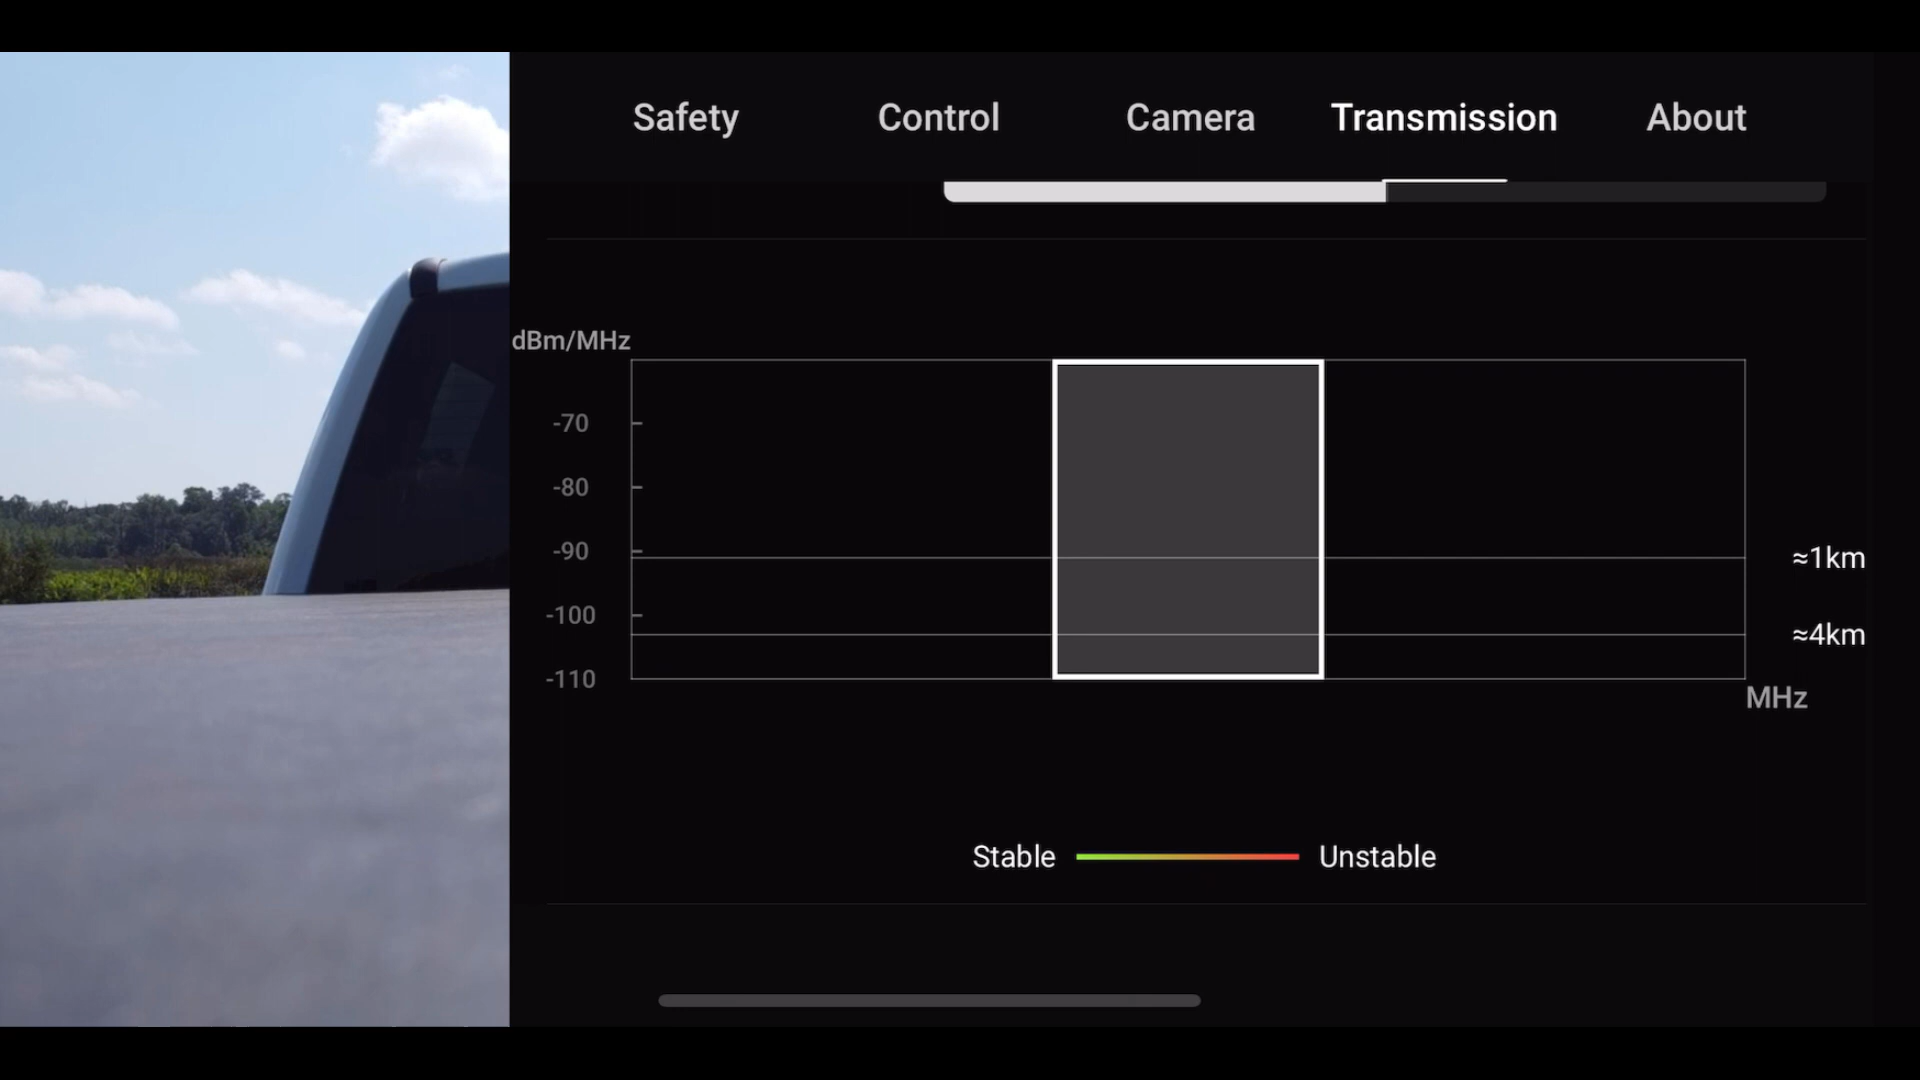 Safety Control Camera Transmission About
dBm/MHz
-70
-80
-90
≈1km
-100
≈4km
-110
MHz
Stable Unstable